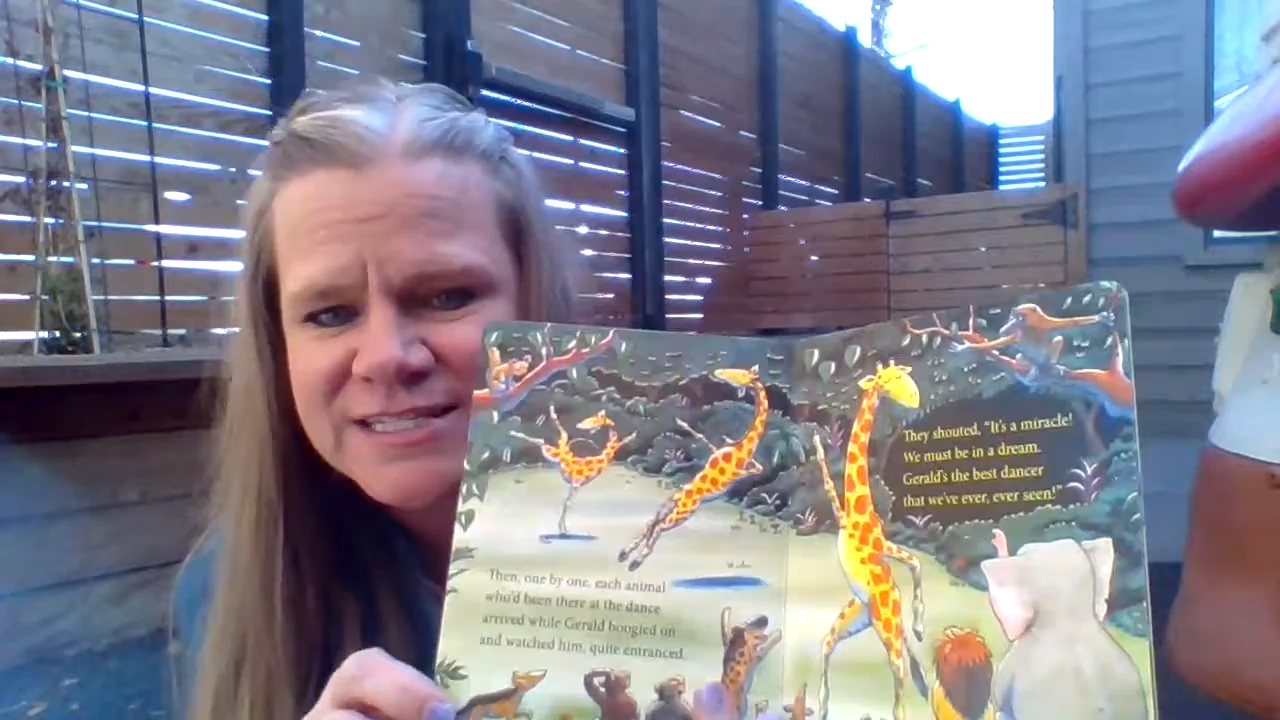 Then, one by one, each animal
who'd been there at the dance
arrived while Gerald boogied on
and watched him, quite entranced.
They shouted, "It's a miracle!
We must be in a dream.
Gerald's the best dancer
that we've ever, ever seen!"